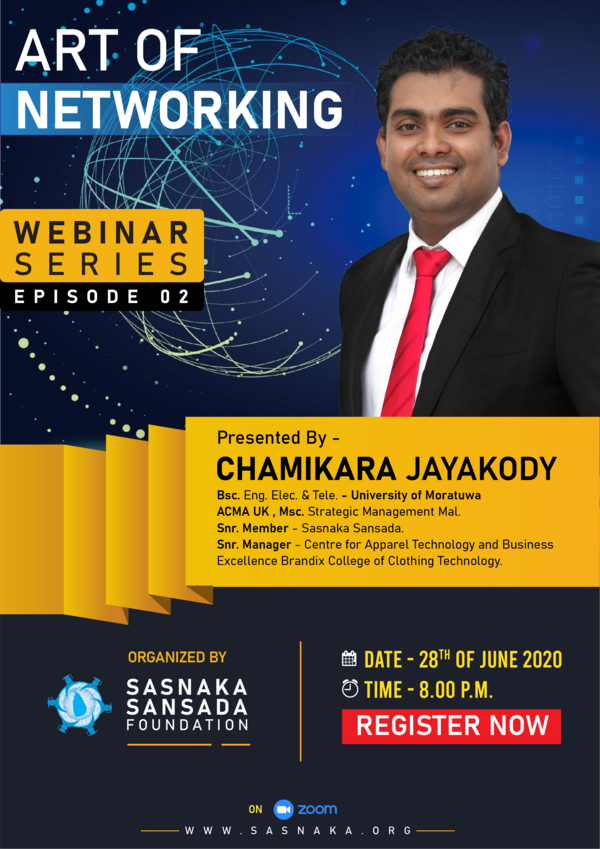 ART OF
NETWORKING
WEBINAR
SERIES
EPISODE 02
Presented By -
CHAMIKARA JAYAKODY
Bsc. Eng. Elec. & Tele. - University of Moratuwa
ACMA UK , Msc. Strategic Management Mal.
Snr. Member - Sasnaka Sansada.
Snr. Manager - Centre for Apparel Technology and Business
Excellence Brandix College of Clothing Technology.
ORGANIZED BY
SASNAKA
SANSADA
FOUNDATION
DATE - 28TH OF JUNE 2020
TIME - 8.00 P.M.
REGISTER NOW
ON zoom
WWW.SASNAKA.ORG